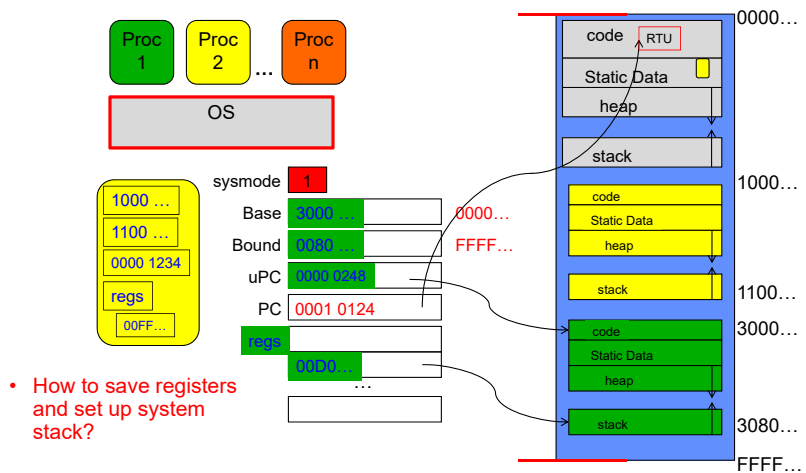 Proc
1
Proc
2
...
Proc
n
OS
sysmode
1
1000 …
1100 …
0000 1234
regs
00FF…
Base
3000 …
0000…
Bound
0080 …
FFFF…
uPC
0000 0248
PC
0001 0124
regs
00D0…
…
• How to save registers
and set up system
stack?
code
RTU
Static Data
heap
stack
code
Static Data
heap
stack
code
Static Data
heap
stack
0000…
1000…
1100…
3000…
3080…
FFFF…